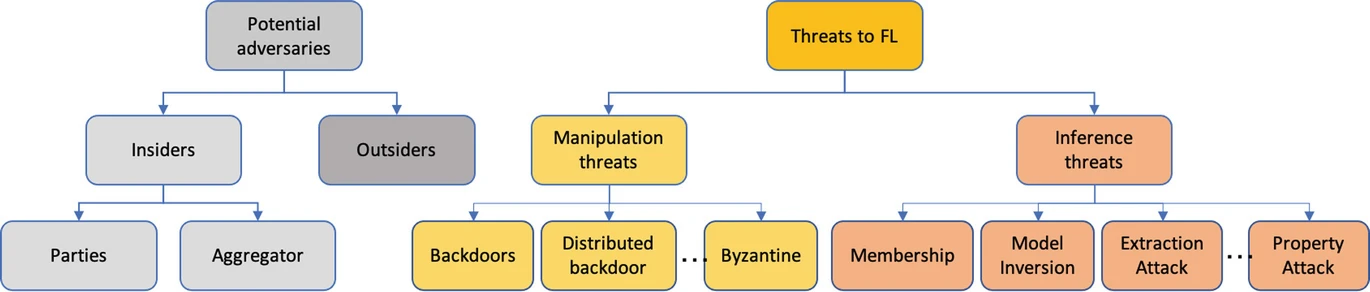 Potential
adversaries
Threats to FL
Insiders
Outsiders
Manipulation
threats
Inference
threats
Parties
Aggregator
Backdoors
Distributed
backdoor
...
Byzantine
Membership
Model
Inversion
Extraction
Attack
...
Property
Attack